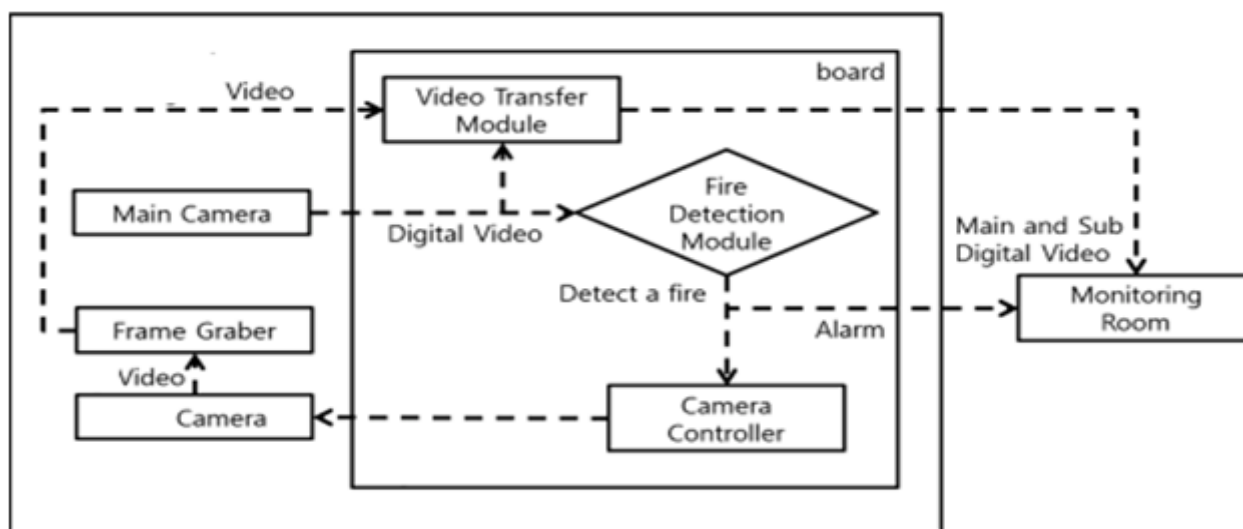 board
Video
Video Transfer
Module
Main Camera
Digital Video
Fire
Detection
Module
Main and Sub
Digital Video
Detect a fire
Alarm
Monitoring
Room
Frame Graber
Video
Camera
Camera
Controller